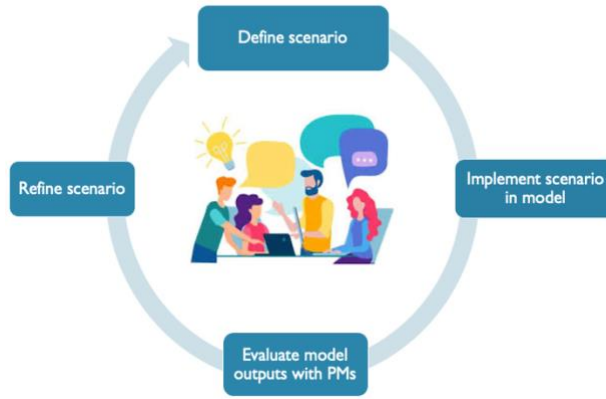 Define scenario
Implement scenario
in model
Evaluate model
outputs with PMs
Refine scenario